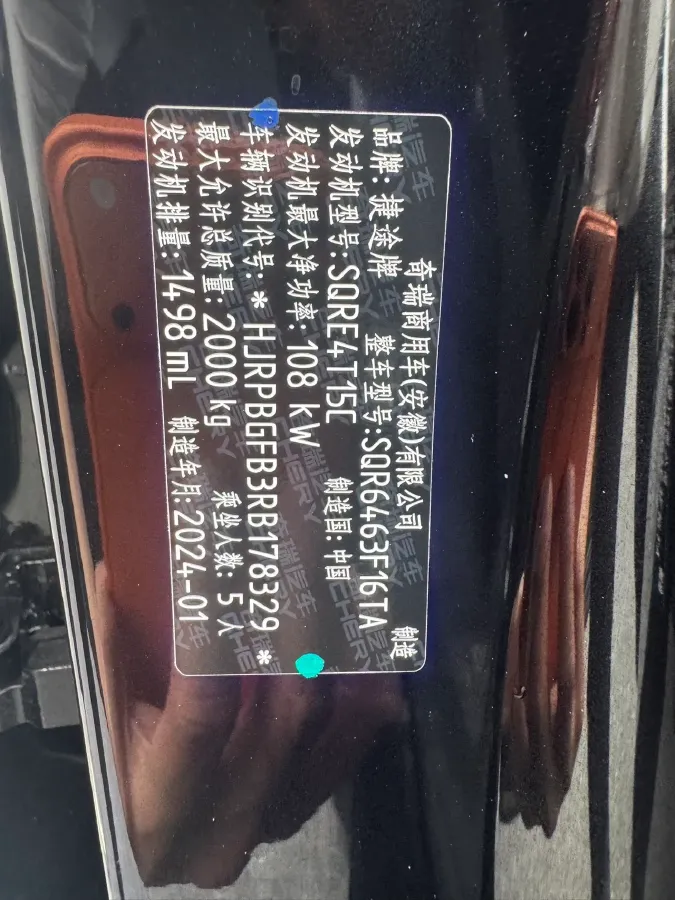 奇瑞商用车(安徽)有限公司 制造
品牌: 捷途牌 整车型号:SQR6463F16TA
发动机型号:SQRE4T15C 制造国: 中国
发动机最大净功率: 108 kW
车辆识别代号: * HJRPBGFB3RB178329 *
最大允许总质量: 2000 kg 乘坐人数: 5 人
发动机排量: 1498 mL 制造年月: 2024-01